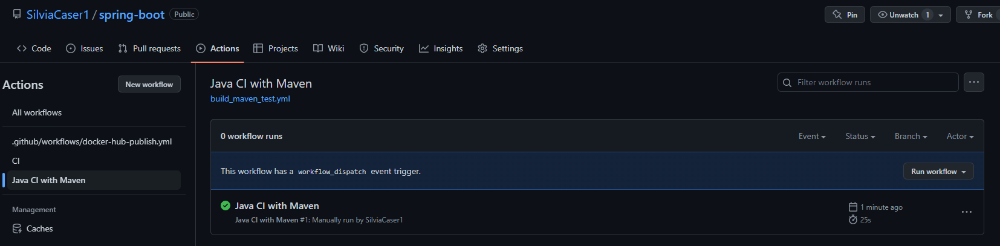 SilviaCaser1 / spring-boot Public
Pin
Unwatch 1
Fork
Code Issues Pull requests Actions Projects Wiki Security Insights Settings
Actions
New workflow
All workflows
.github/workflows/docker-hub-publish.yml
CI
Java CI with Maven
Management
Caches
Java CI with Maven
build_maven_test.yml
Filter workflow runs
0 workflow runs
Event Status Branch Actor
This workflow has a workflow_dispatch event trigger.
Run workflow
Java CI with Maven
1 minute ago
Java CI with Maven #1: Manually run by SilviaCaser1
25s